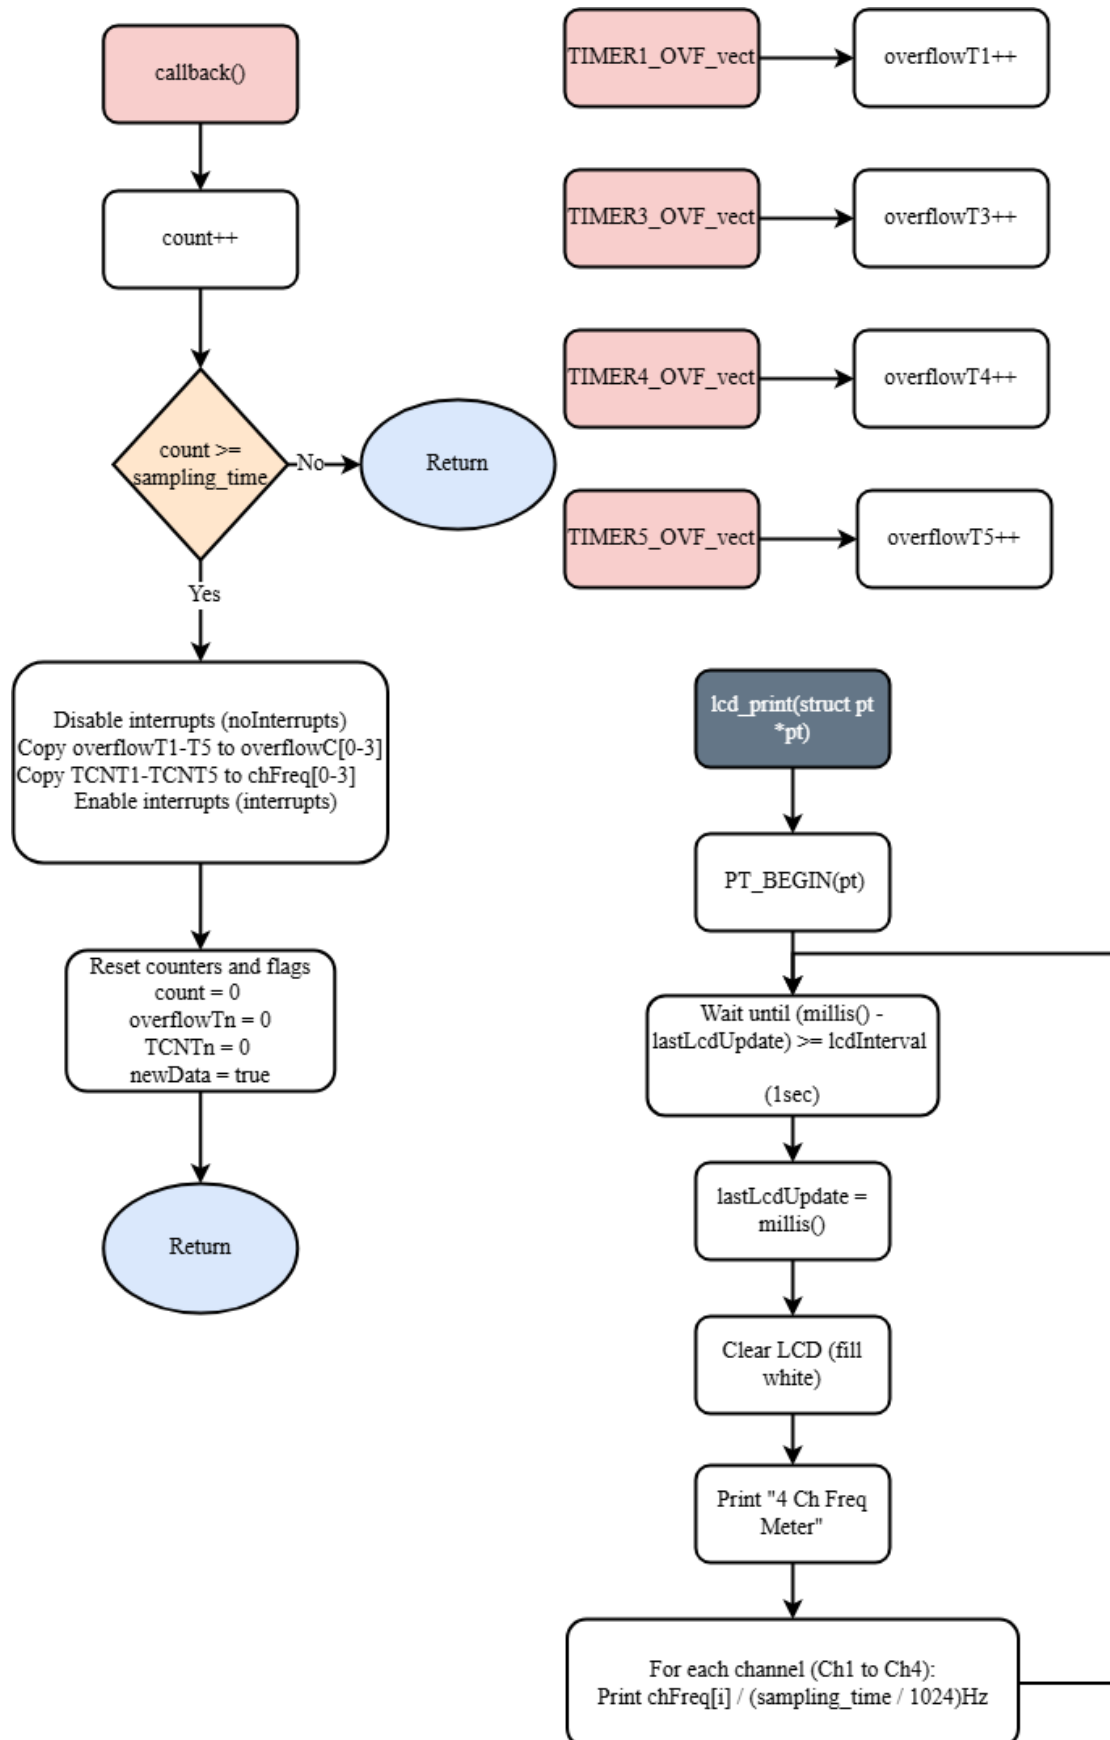 callback()
count++
count >=
sampling_time
No
Return
Yes
Disable interrupts (noInterrupts)
Copy overflowT1-T5 to overflowC[0-3]
Copy TCNT1-TCNT5 to chFreq[0-3]
Enable interrupts (interrupts)
Reset counters and flags
count = 0
overflowTn = 0
TCNTn = 0
newData = true
Return
TIMER1_OVF_vect
overflowT1++
TIMER3_OVF_vect
overflowT3++
TIMER4_OVF_vect
overflowT4++
TIMER5_OVF_vect
overflowT5++
lcd_print(struct pt
*pt)
PT_BEGIN(pt)
Wait until (millis() -
lastLcdUpdate) >= lcdInterval
(1sec)
lastLcdUpdate =
millis()
Clear LCD (fill
white)
Print "4 Ch Freq
Meter"
For each channel (Ch1 to Ch4):
Print chFreq[i] / (sampling_time / 1024)Hz